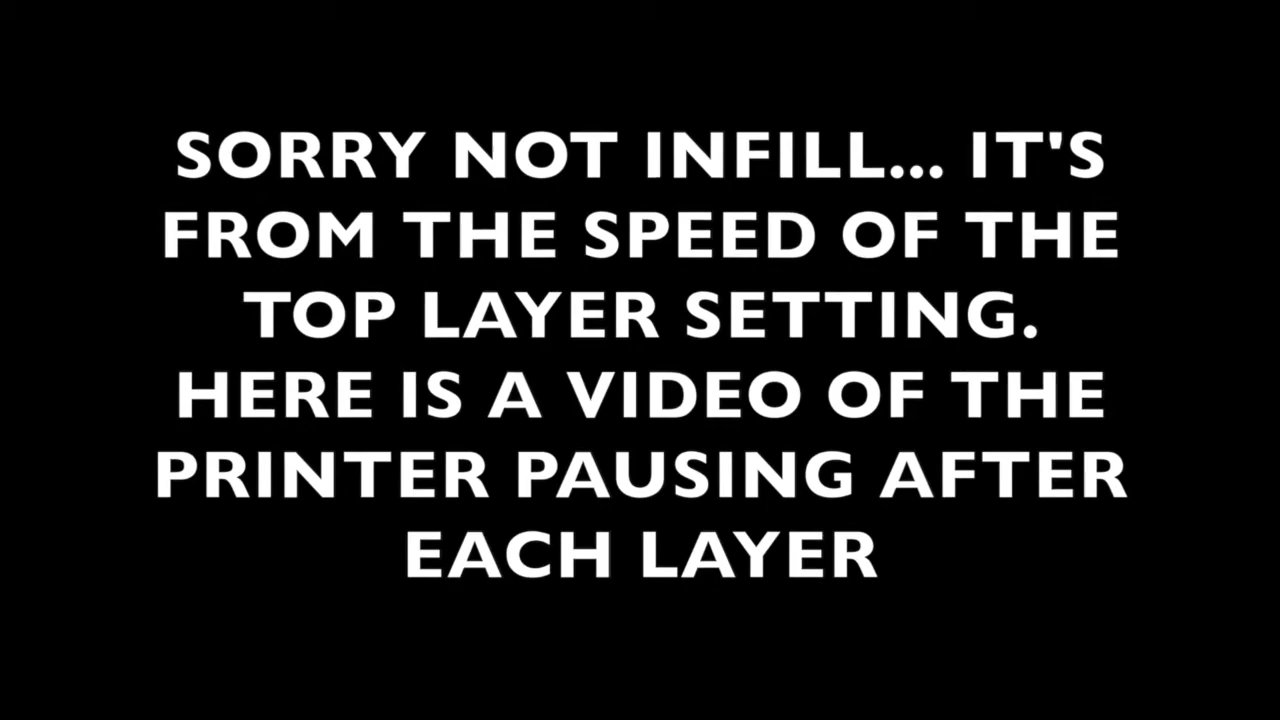 SORRY NOT INFILL... IT'S
FROM THE SPEED OF THE
TOP LAYER SETTING.
HERE IS A VIDEO OF THE
PRINTER PAUSING AFTER
EACH LAYER